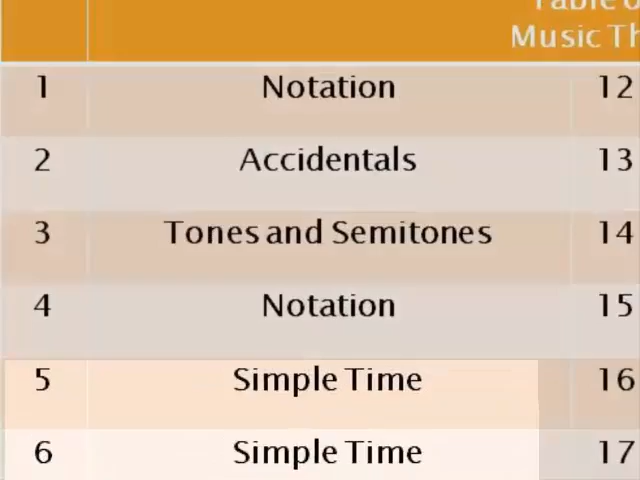 Table o
Music Th
1 Notation 12
2 Accidentals 13
3 Tones and Semitones 14
4 Notation 15
5 Simple Time 16
6 Simple Time 17